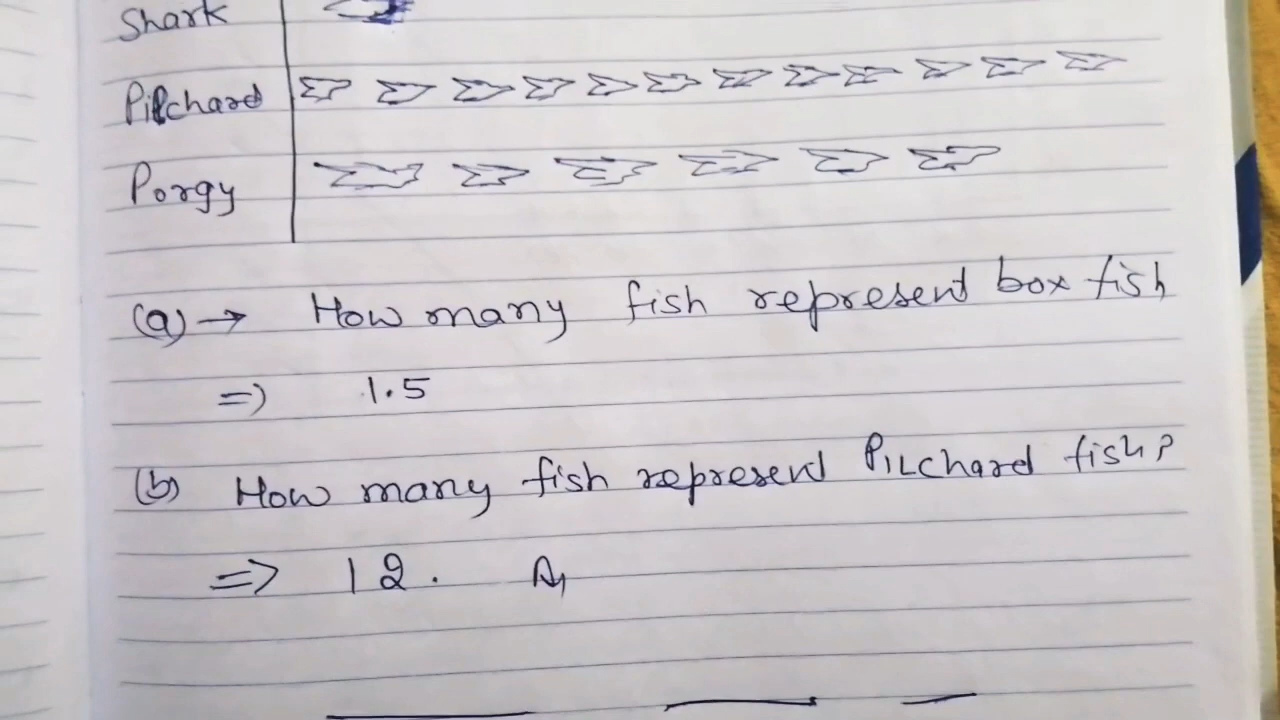 Shark
Pilchard
Porgy
(a) → How many fish represent box fish
=) 1.5
(b) How many fish represent PILchard fish?
=> 12.